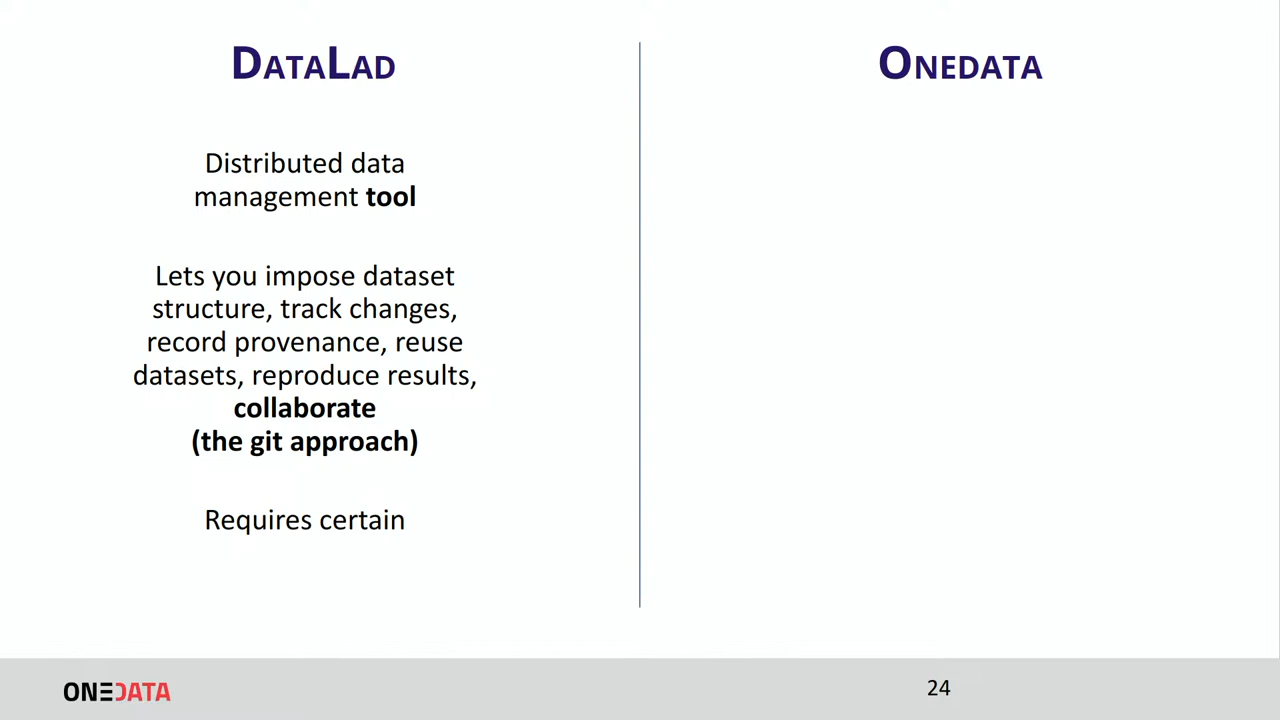 DataLad
Onedata
Distributed data
management tool
Lets you impose dataset
structure, track changes,
record provenance, reuse
datasets, reproduce results,
collaborate
(the git approach)
Requires certain
ONEDATA
24